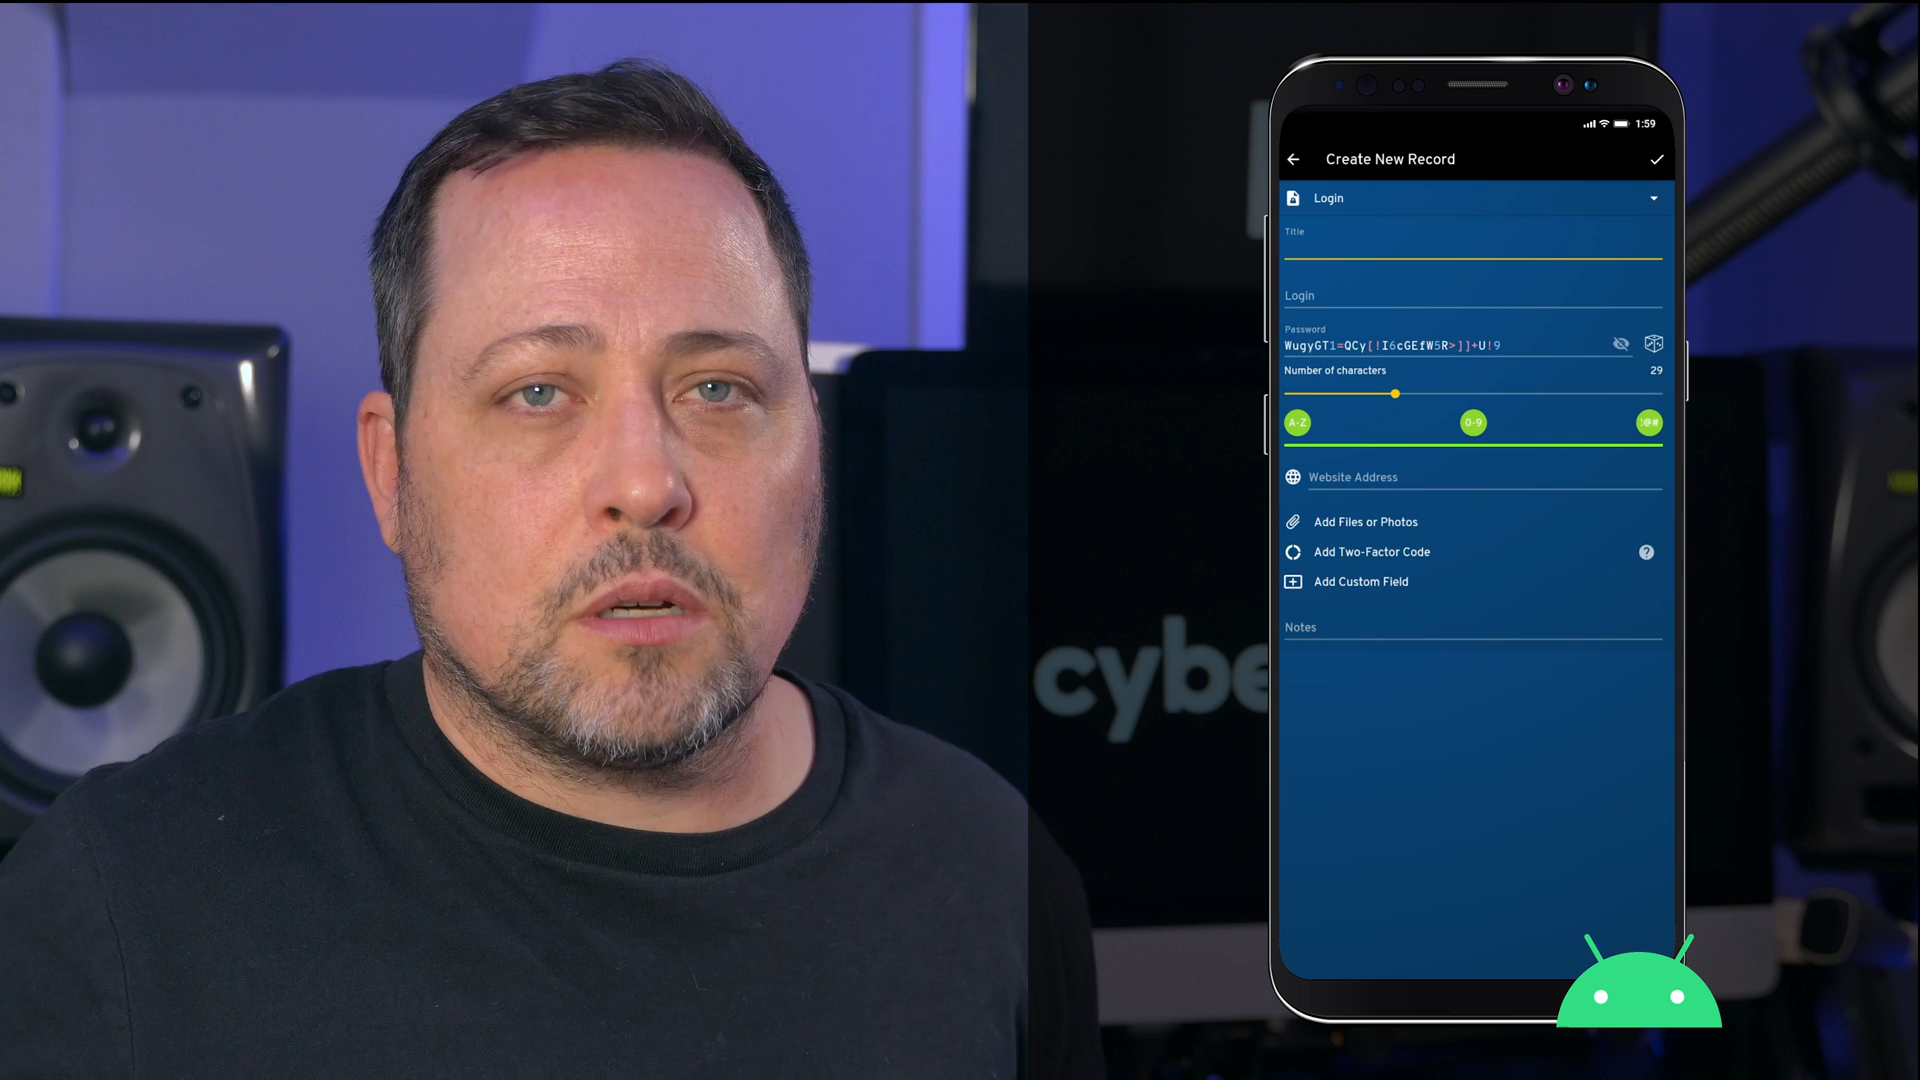 1:59
Create New Record
Login
Title
Login
Password
WugyGT1=QCy[!I6cGEfW5R>]]+U!9
Number of characters 29
A-Z 0-9 !@#
Website Address
Add Files or Photos
Add Two-Factor Code ?
Add Custom Field
Notes
cybe